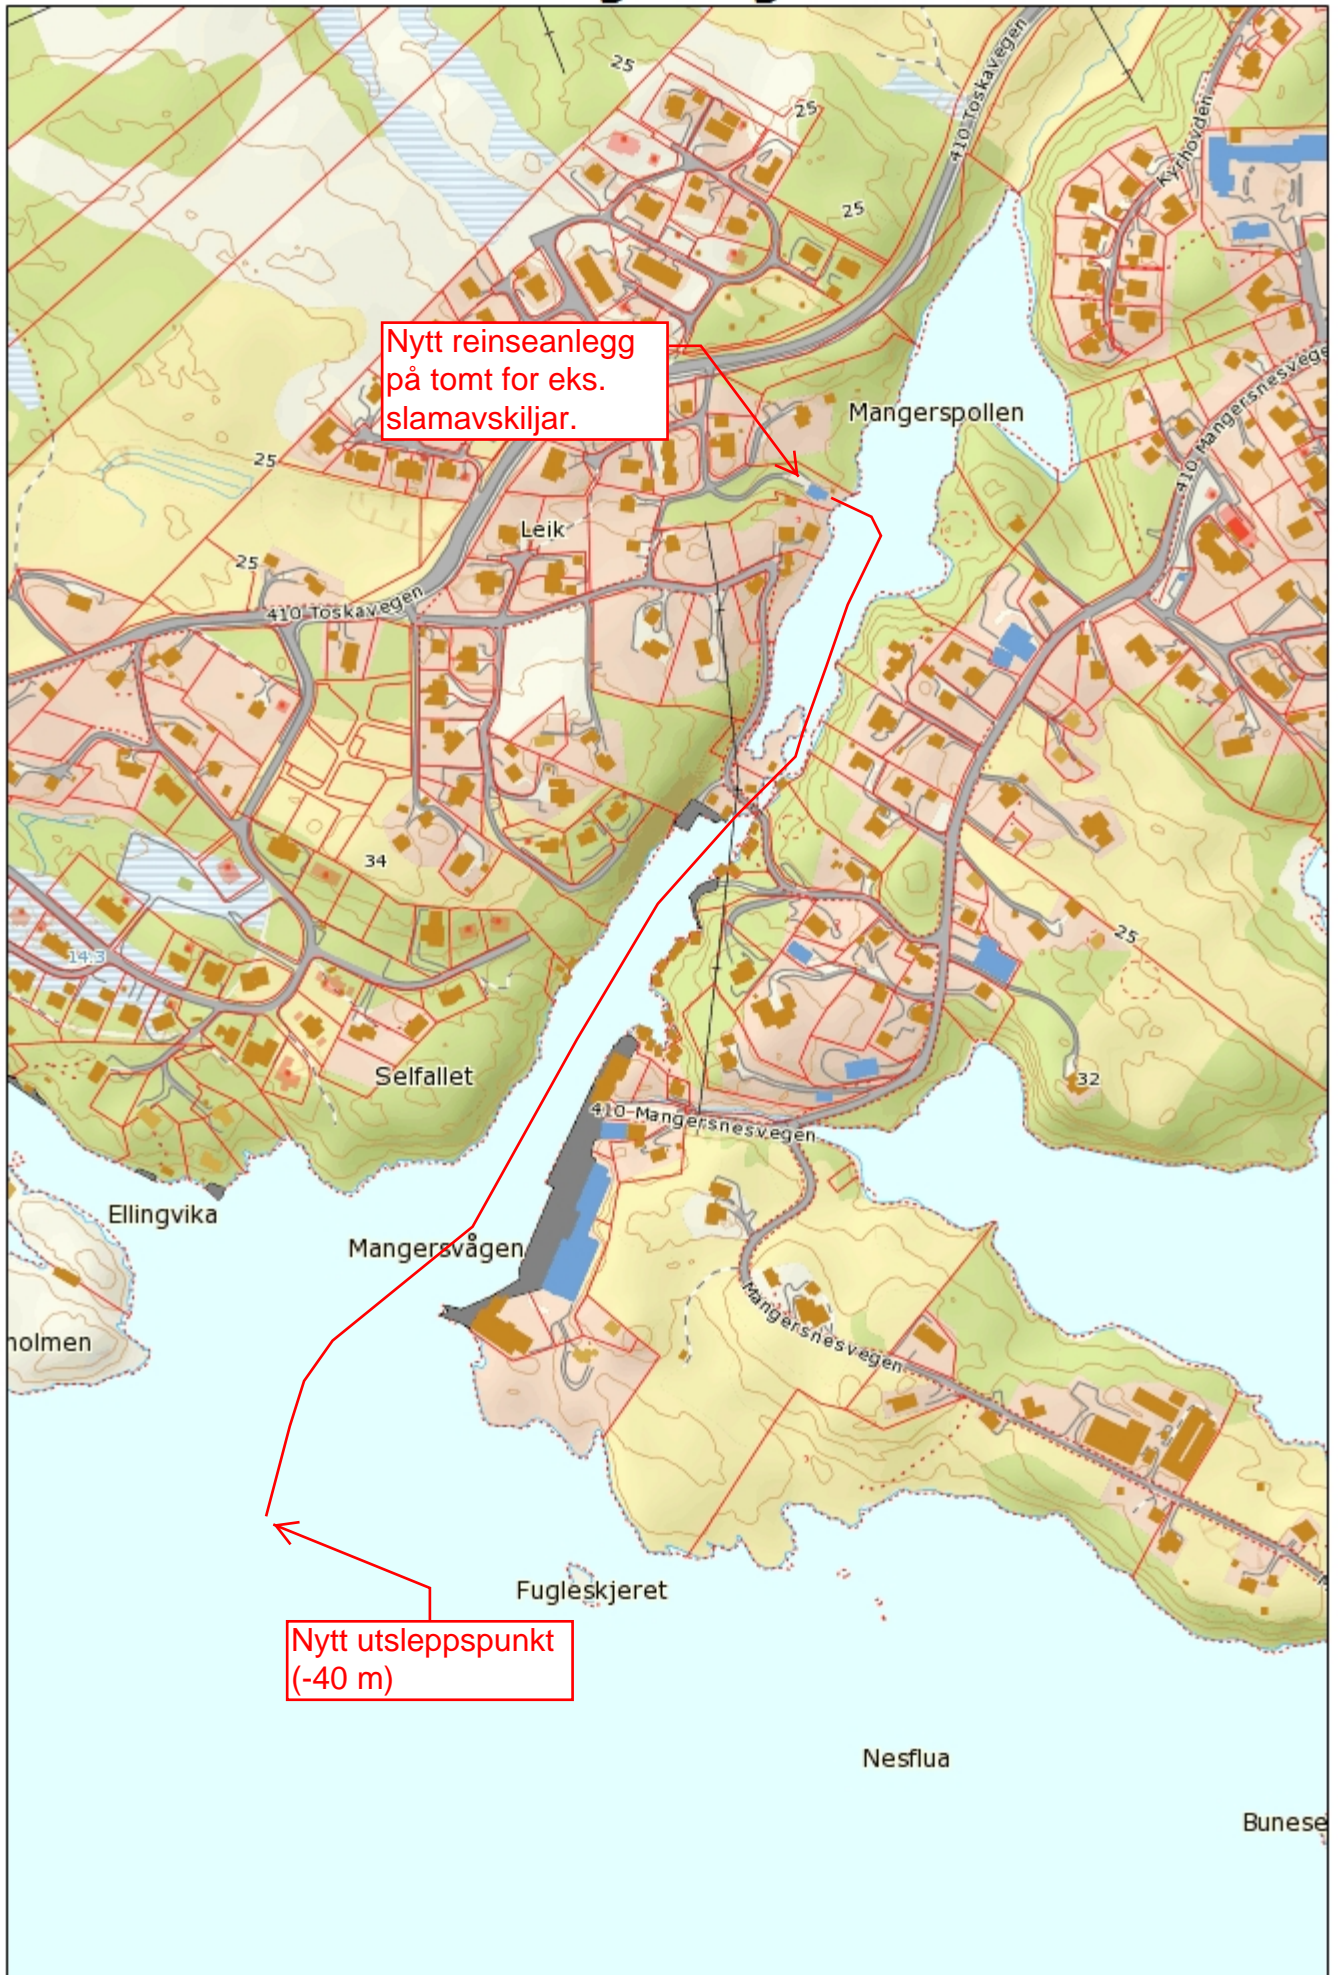 25
25
410 Toskavegen
Kyrhovden
25
Nytt reinseanlegg
på tomt for eks.
slamavskiljar.
Mangerspollen
410 Mangersnesvege
25
Leik
25
410 Toskavegen
34
25
14.3
Selfallet
32
410 Mangersnesvegen
Ellingvika
Mangersvågen
holmen
Mangersnesvegen
Fugleskjeret
Nytt utsleppspunkt
(-40 m)
Nesflua
Bunese